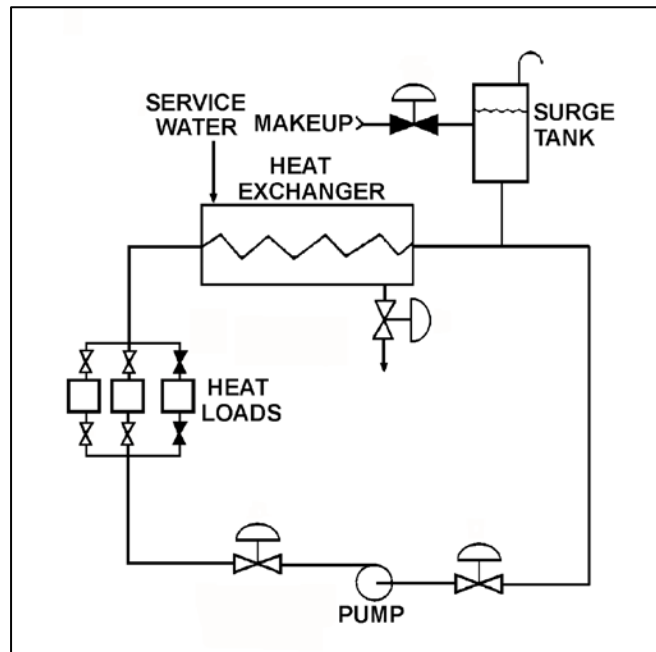 SERVICE
WATER
MAKEUP
SURGE
TANK
HEAT
EXCHANGER
HEAT
LOADS
PUMP